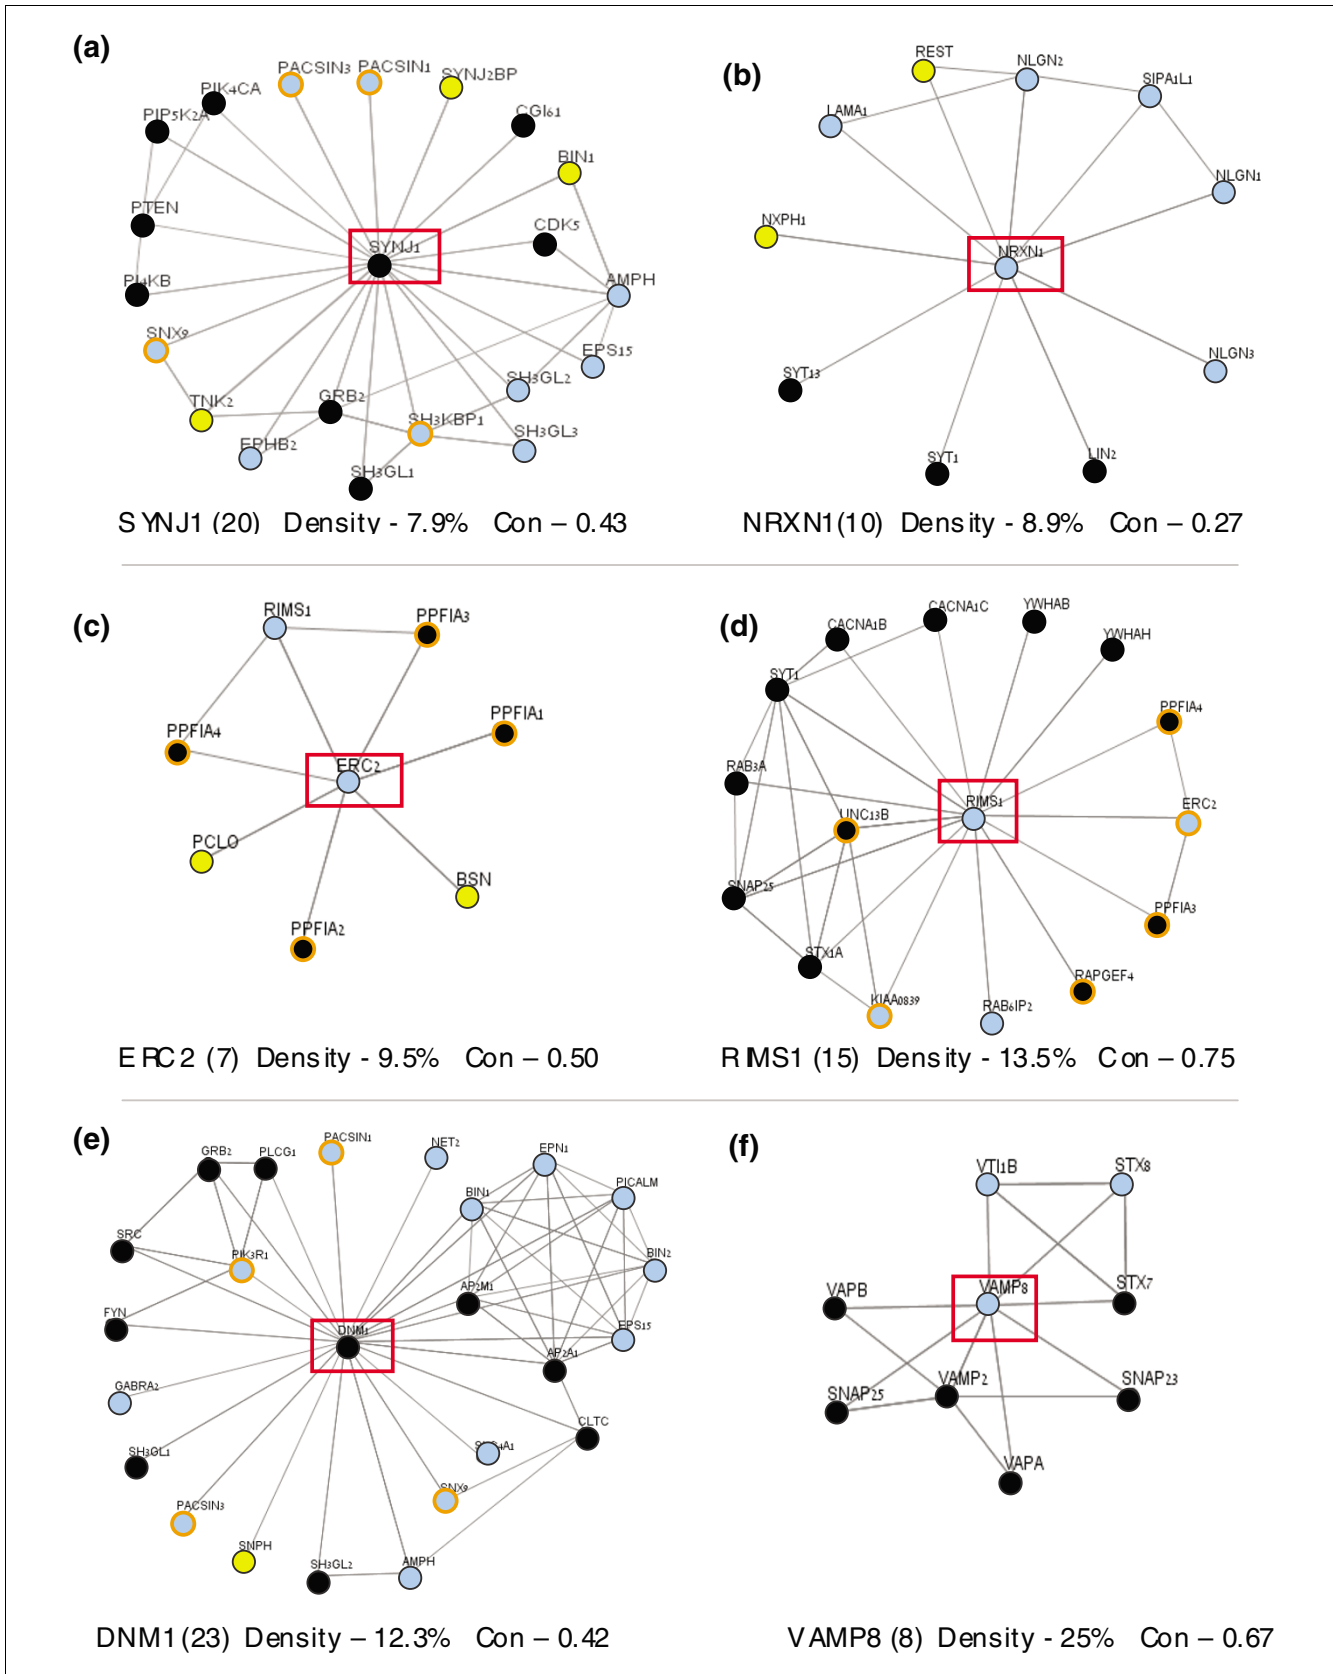 (a)
PACSIN3 PACSIN1 SYNJ2BP
PIK4CA
PIP5K2A
CGI61
BIN1
PTEN
CDK5
SYNJ1
PI4KB
AMPH
SNX9
EPS15
SH3GL2
TNK2
GRB2
SH3KBP1
EPHB2
SH3GL3
SH3GL1
SYNJ1 (20) Density - 7.9% Con – 0.43
(b)
REST
NLGN2
SIPA1L1
LAMA1
NLGN1
NXPH1
NRXN1
NLGN3
SYT13
SYT1
LIN2
NRXN1(10) Density - 8.9% Con – 0.27
(c)
RIMS1
PPFIA3
PPFIA1
PPFIA4
ERC2
PCLO
BSN
PPFIA2
ERC2 (7) Density - 9.5% Con – 0.50
(d)
CACNA1C
YWHAB
CACNA1B
YWHAH
SYT1
PPFIA4
RAB3A
RIMS1
ERC2
UNC13B
SNAP25
PPFIA3
STX1A
RAPGEF4
KIAA0839
RAB6IP2
RIMS1 (15) Density - 13.5% Con – 0.75
(e)
PACSIN1
NET2
GRB2
PLCG1
EPN1
BIN1
PICALM
SRC
PIK3R1
BIN2
AP2M1
FYN
DNM1
EPS15
AP2A1
GABRA2
CLTC
SH3GL1
SNX9
PACSIN3
SNPH
SH3GL2
AMPH
DNM1 (23) Density – 12.3% Con – 0.42
(f)
VTI1B
STX8
VAPB
VAMP8
STX7
SNAP25
VAMP2
SNAP23
VAPA
VAMP8 (8) Density - 25% Con – 0.67